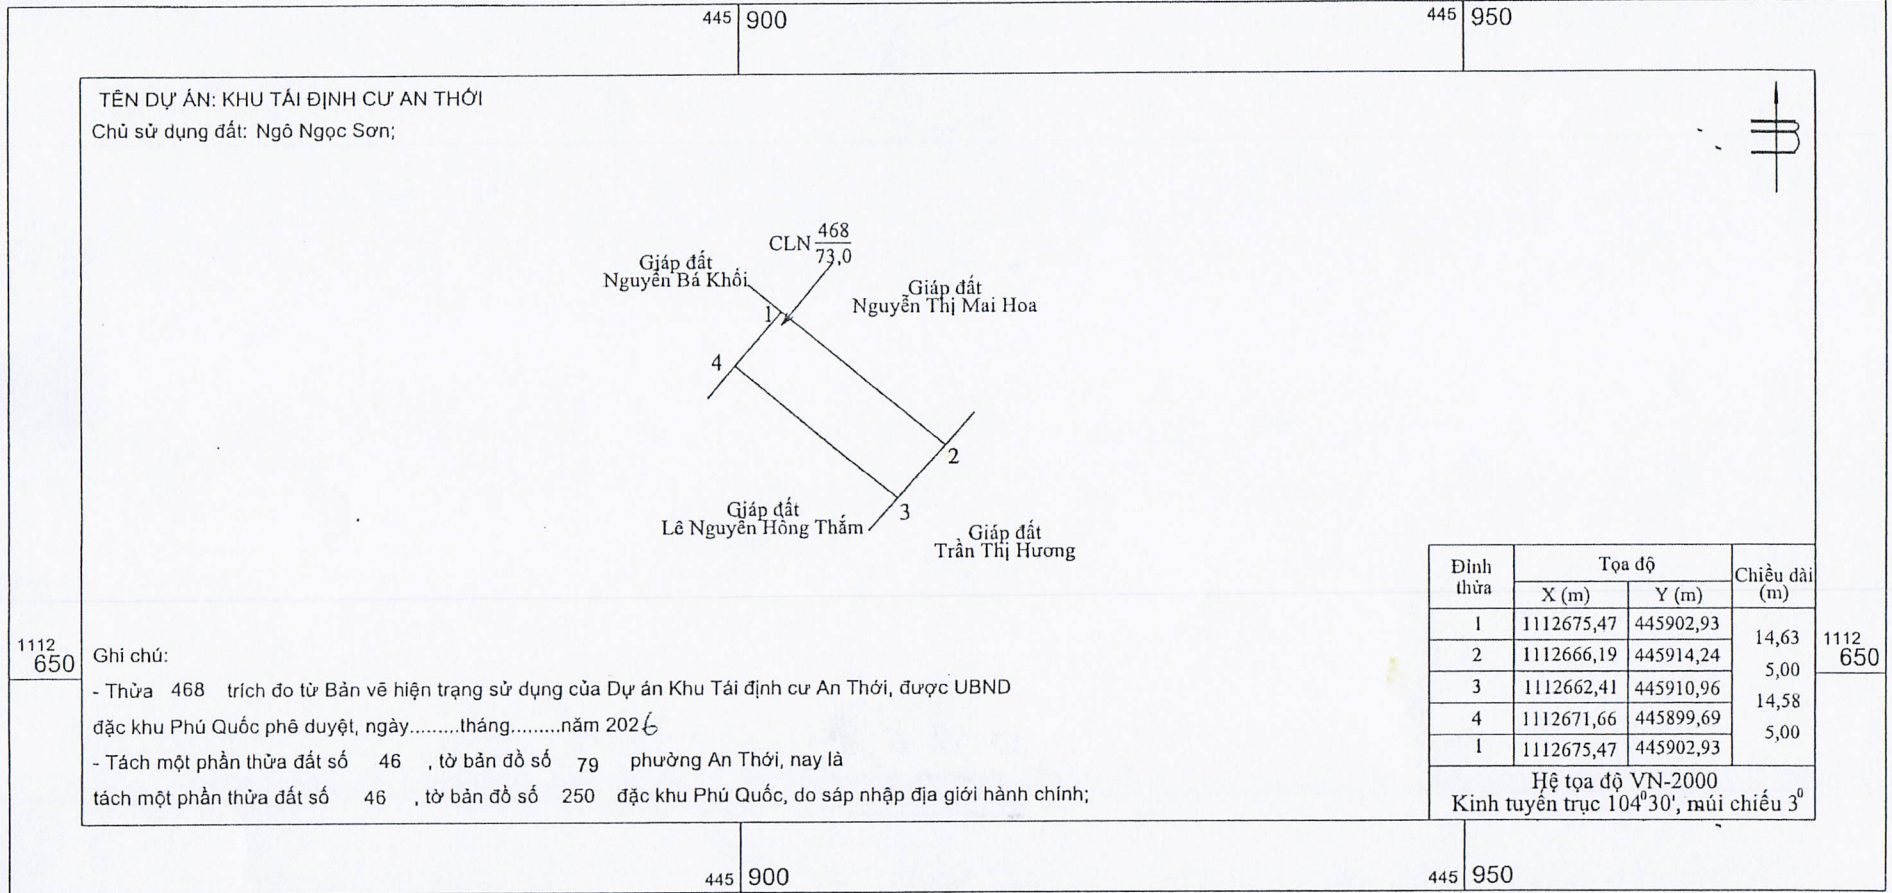 445 900
445 950
TÊN DỰ ÁN: KHU TÁI ĐỊNH CƯ AN THỚI
Chủ sử dụng đất: Ngô Ngọc Sơn;
CLN 468
73,0
Giáp đất
Nguyễn Bá Khối
Giáp đất
Nguyễn Thị Mai Hoa
1
4
2
3
Giáp đất
Lê Nguyễn Hồng Thắm
Giáp đất
Trần Thị Hương
Đỉnh thửa Tọa độ Chiều dài (m)
X (m) Y (m)
1 1112675,47 445902,93
14,63
2 1112666,19 445914,24
5,00
3 1112662,41 445910,96
14,58
4 1112671,66 445899,69
5,00
1 1112675,47 445902,93
Hệ tọa độ VN-2000
Kinh tuyến trục 104⁰30', múi chiếu 3⁰
1112 650
1112 650
Ghi chú:
- Thửa 468 trích đo từ Bản vẽ hiện trạng sử dụng của Dự án Khu Tái định cư An Thới, được UBND
đặc khu Phú Quốc phê duyệt, ngày.........tháng.........năm 2026
- Tách một phần thửa đất số 46 , tờ bản đồ số 79 phường An Thới, nay là
tách một phần thửa đất số 46 , tờ bản đồ số 250 đặc khu Phú Quốc, do sáp nhập địa giới hành chính;
445 900
445 950